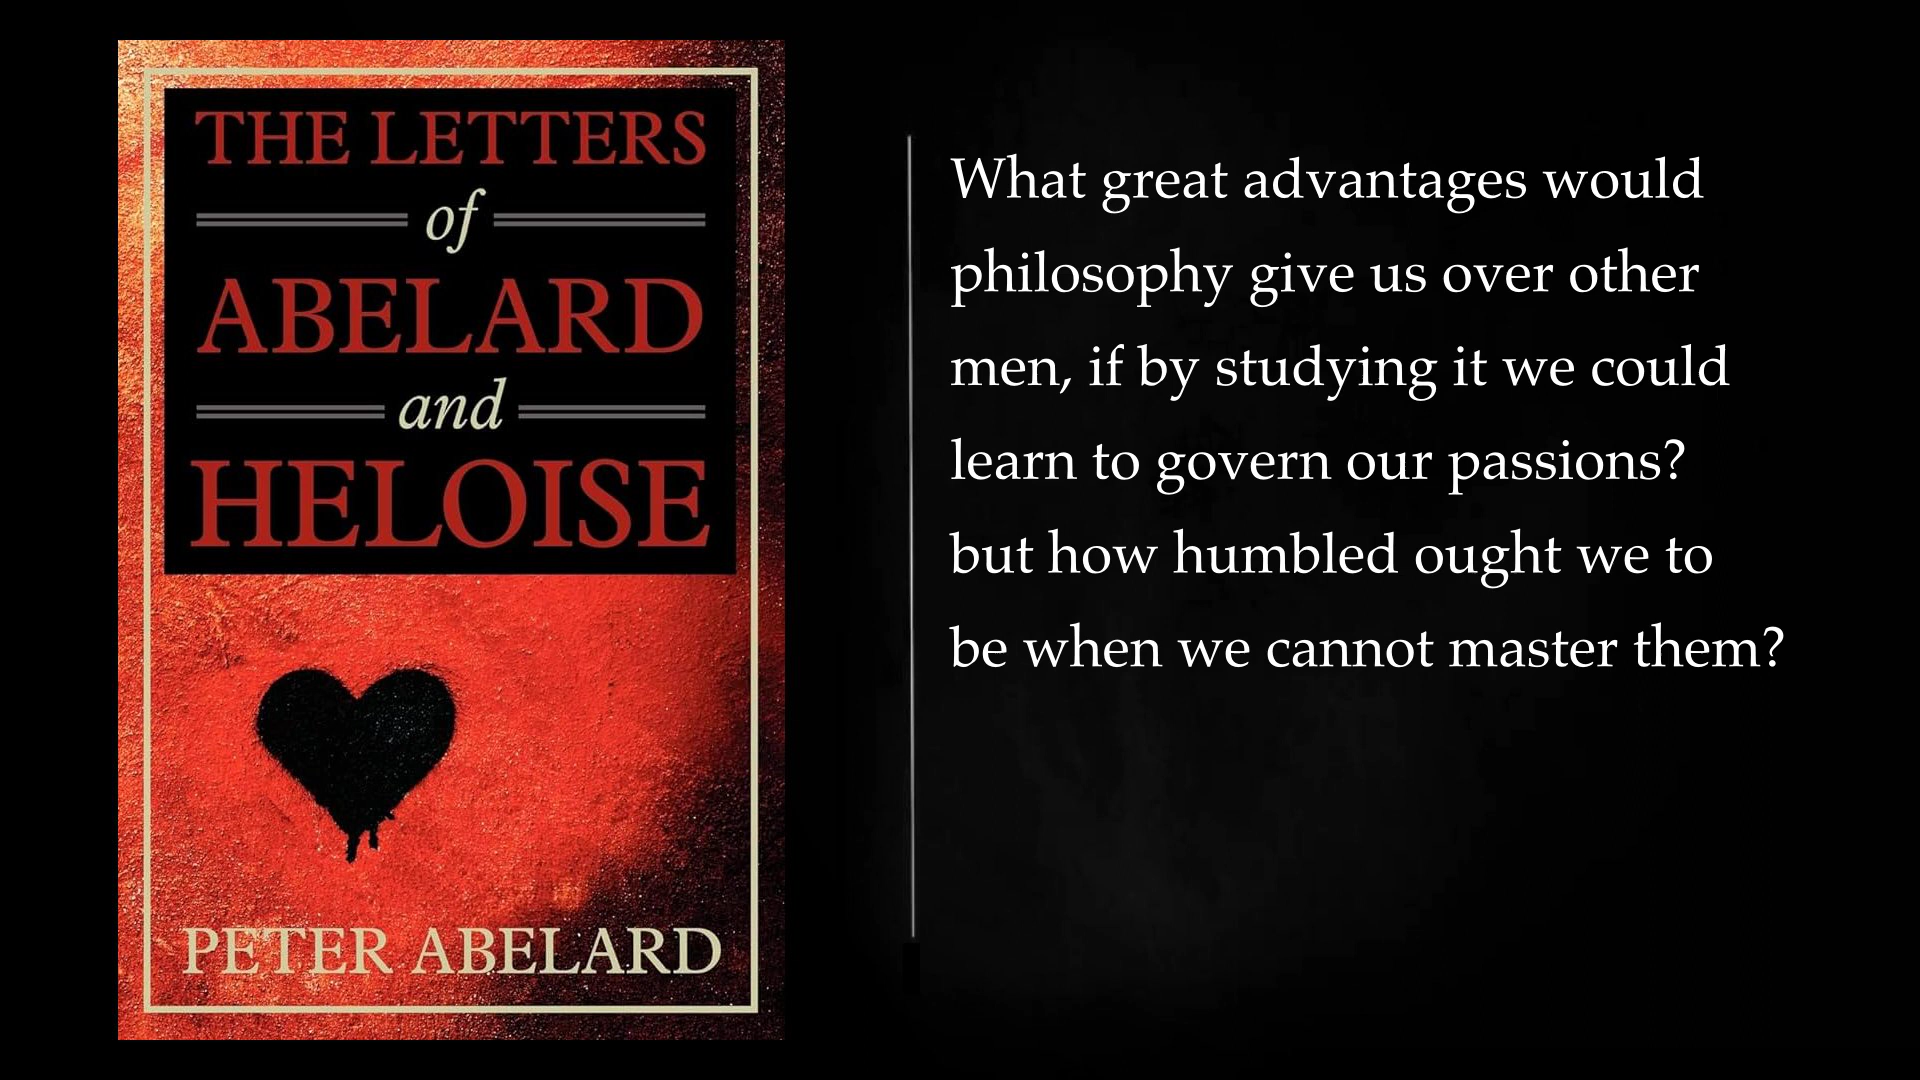 THE LETTERS
of
ABELARD
and
HELOISE
PETER ABELARD
What great advantages would
philosophy give us over other
men, if by studying it we could
learn to govern our passions?
but how humbled ought we to
be when we cannot master them?